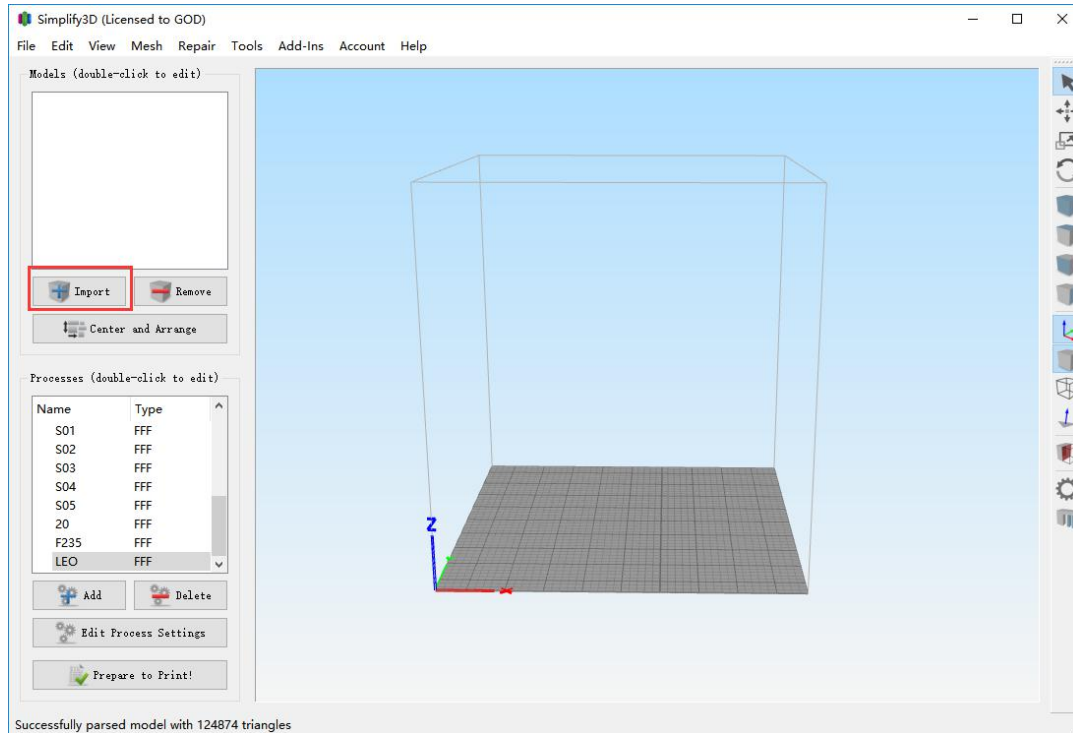 Simplify3D (Licensed to GOD)
File Edit View Mesh Repair Tools Add-Ins Account Help
Models (double-click to edit)
Import Remove
Center and Arrange
Processes (double-click to edit)
Name Type
S01 FFF
S02 FFF
S03 FFF
S04 FFF
S05 FFF
20 FFF
F235 FFF
LEO FFF
Add Delete
Edit Process Settings
Prepare to Print!
Z
X
Successfully parsed model with 124874 triangles